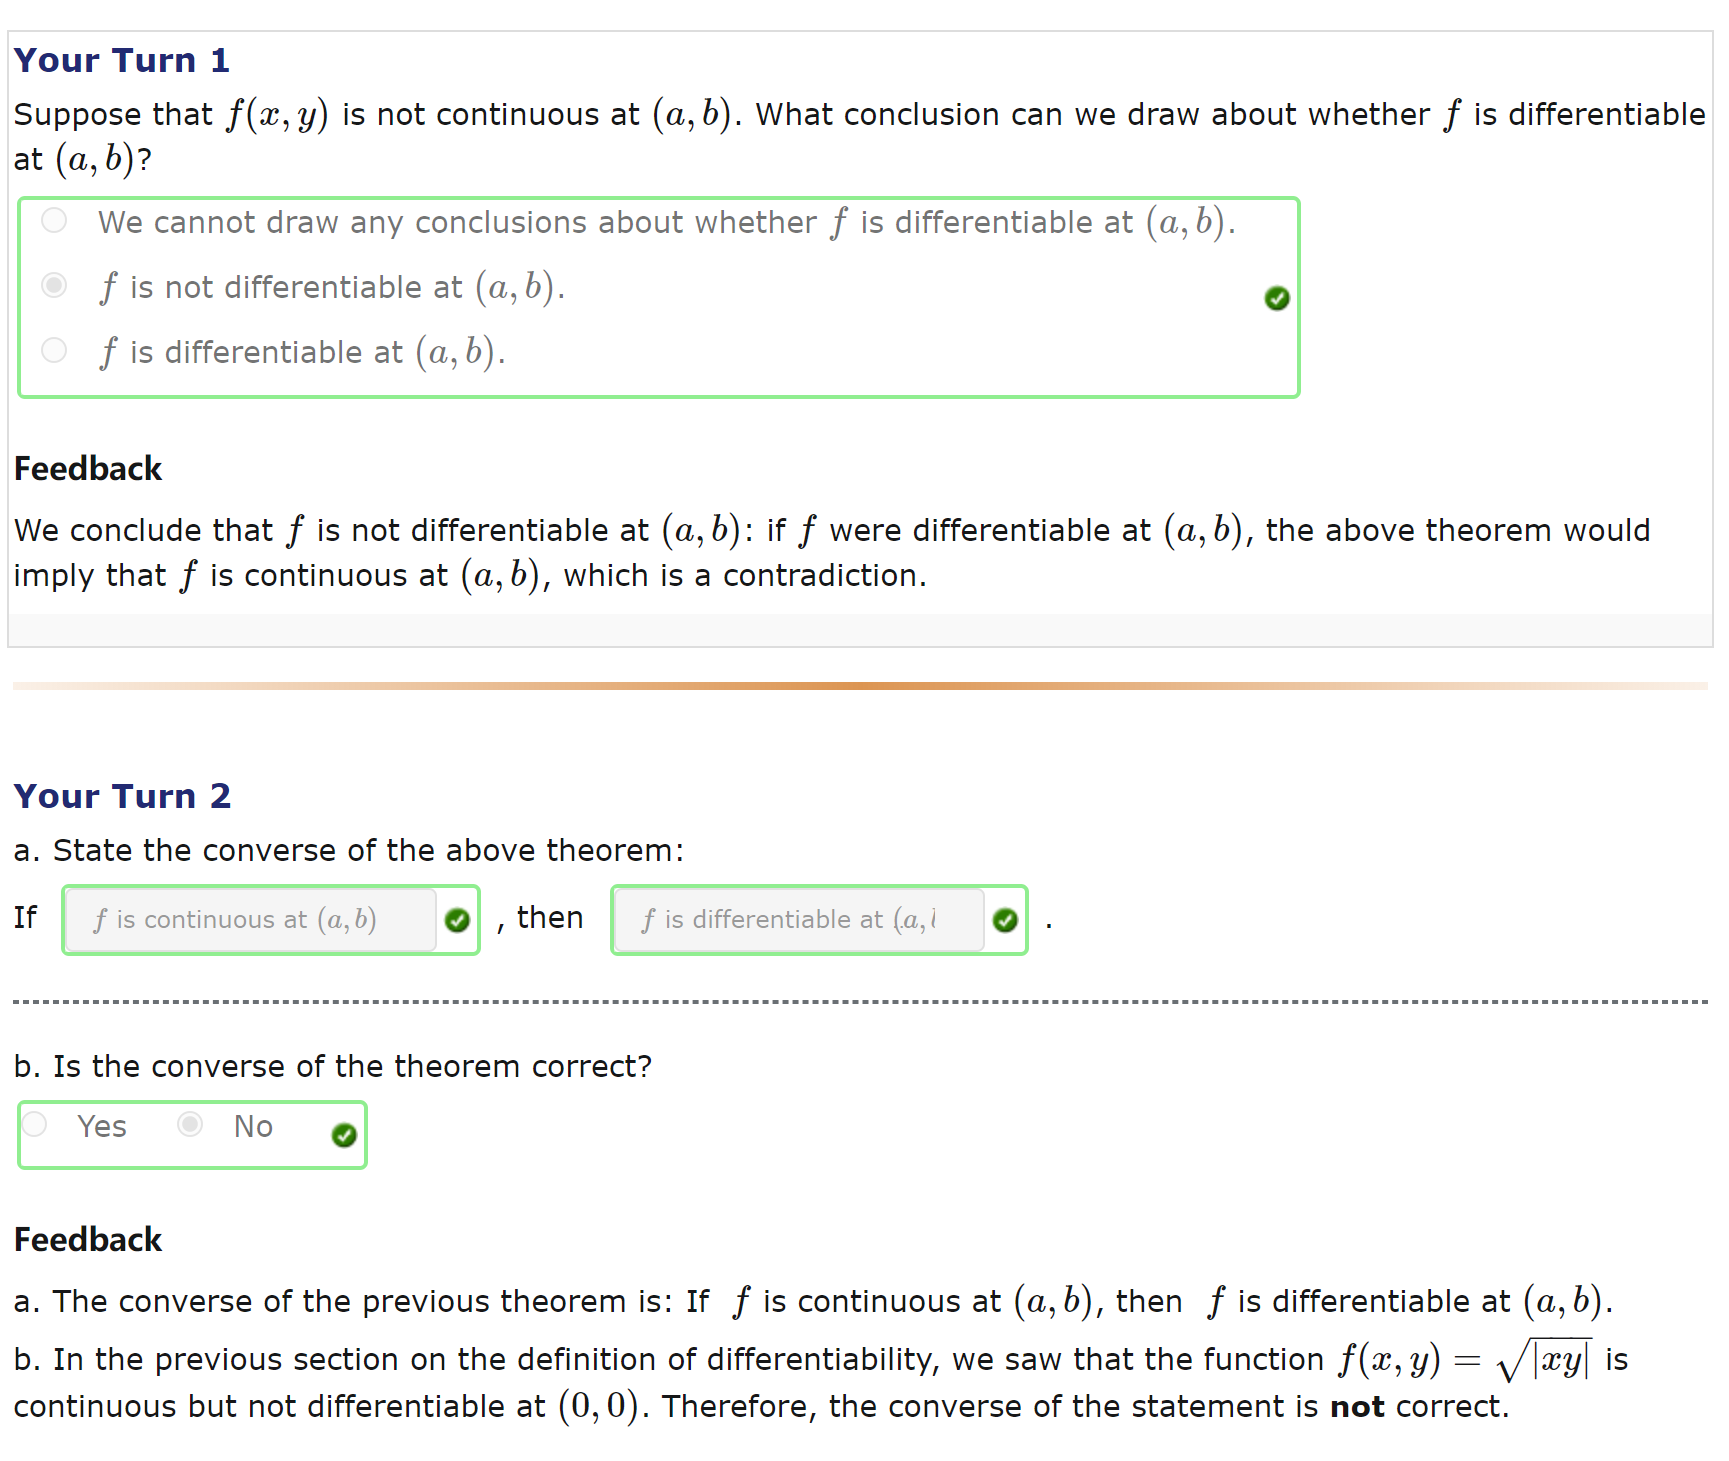 Your Turn 1
Suppose that f(x, y) is not continuous at (a, b). What conclusion can we draw about whether f is differentiable
at (a, b)?
We cannot draw any conclusions about whether f is differentiable at (a, b).
f is not differentiable at (a, b).
f is differentiable at (a, b).
Feedback
We conclude that f is not differentiable at (a, b): if f were differentiable at (a, b), the above theorem would
imply that f is continuous at (a, b), which is a contradiction.
Your Turn 2
a. State the converse of the above theorem:
If f is continuous at (a, b) , then f is differentiable at (a, .
b. Is the converse of the theorem correct?
Yes No
Feedback
a. The converse of the previous theorem is: If f is continuous at (a, b), then f is differentiable at (a, b).
b. In the previous section on the definition of differentiability, we saw that the function f(x, y) = √|xy| is
continuous but not differentiable at (0, 0). Therefore, the converse of the statement is not correct.